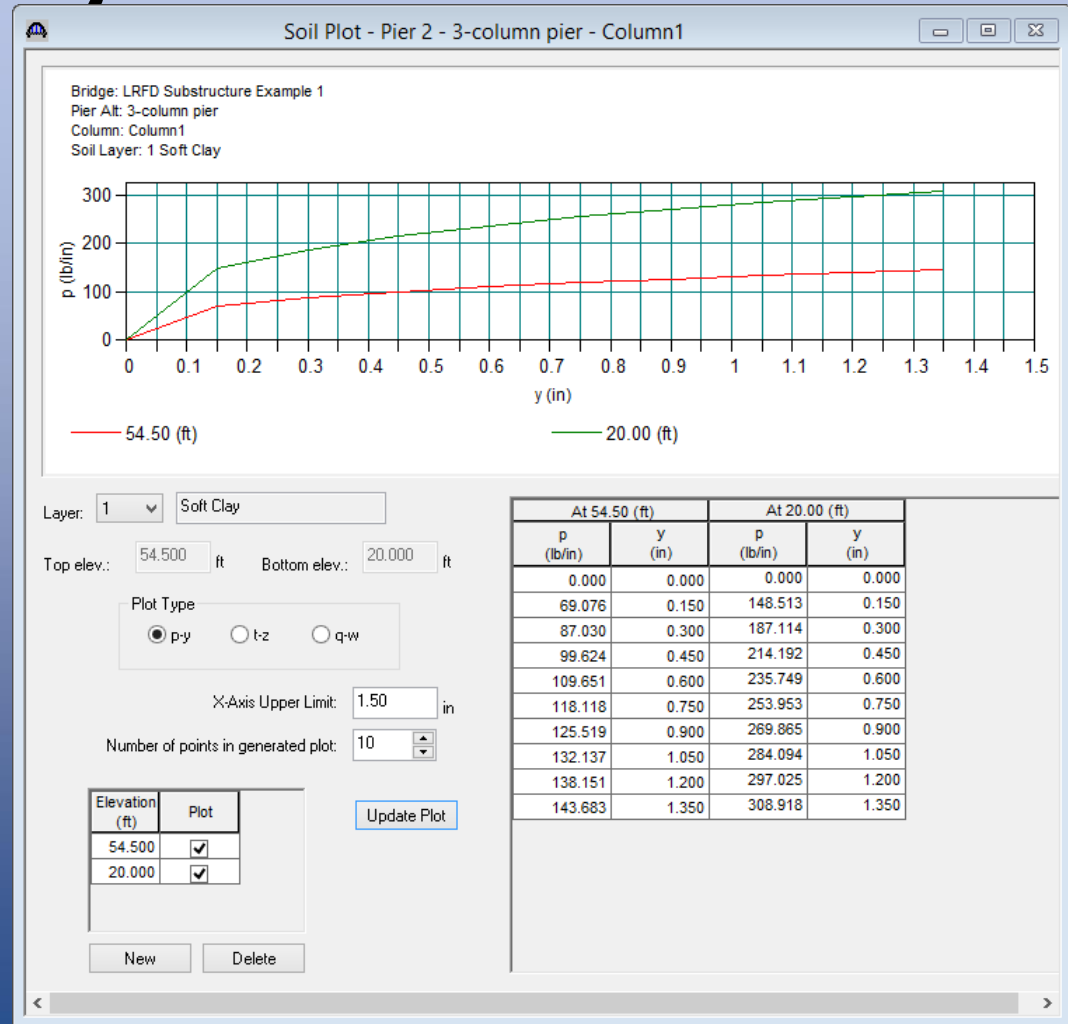 Soil Plot - Pier 2 - 3-column pier - Column1
Bridge: LRFD Substructure Example 1
Pier Alt: 3-column pier
Column: Column1
Soil Layer: 1 Soft Clay
300
200
100
0
p (lb/in)
0 0.1 0.2 0.3 0.4 0.5 0.6 0.7 0.8 0.9 1 1.1 1.2 1.3 1.4 1.5
y (in)
54.50 (ft) 20.00 (ft)
Layer: 1 Soft Clay
Top elev.: 54.500 ft Bottom elev.: 20.000 ft
Plot Type
p-y t-z q-w
X-Axis Upper Limit: 1.50 in
Number of points in generated plot: 10
Elevation (ft) Plot
54.500
20.000
Update Plot
New Delete
At 54.50 (ft) At 20.00 (ft)
p (lb/in) y (in) p (lb/in) y (in)
0.000 0.000 0.000 0.000
69.076 0.150 148.513 0.150
87.030 0.300 187.114 0.300
99.624 0.450 214.192 0.450
109.651 0.600 235.749 0.600
118.118 0.750 253.953 0.750
125.519 0.900 269.865 0.900
132.137 1.050 284.094 1.050
138.151 1.200 297.025 1.200
143.683 1.350 308.918 1.350